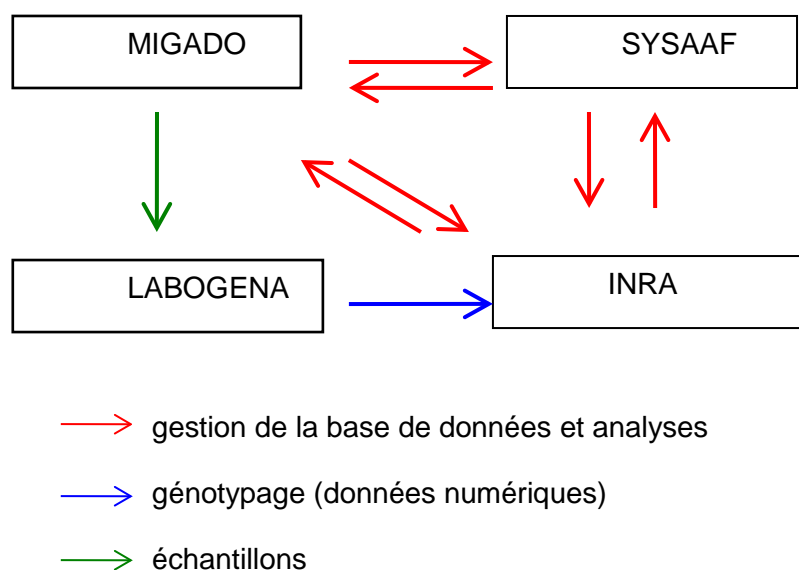 MIGADO
SYSAAF
LABOGENA
INRA
gestion de la base de données et analyses
génotypage (données numériques)
échantillons